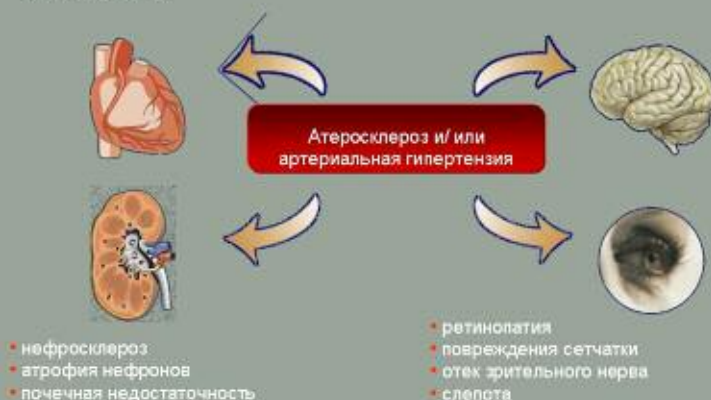 Атеросклероз и/ или
артериальная гипертензия
• нефросклероз
• атрофия нефронов
• почечная недостаточность
• ретинопатия
• повреждения сетчатки
• отек зрительного нерва
• слепота